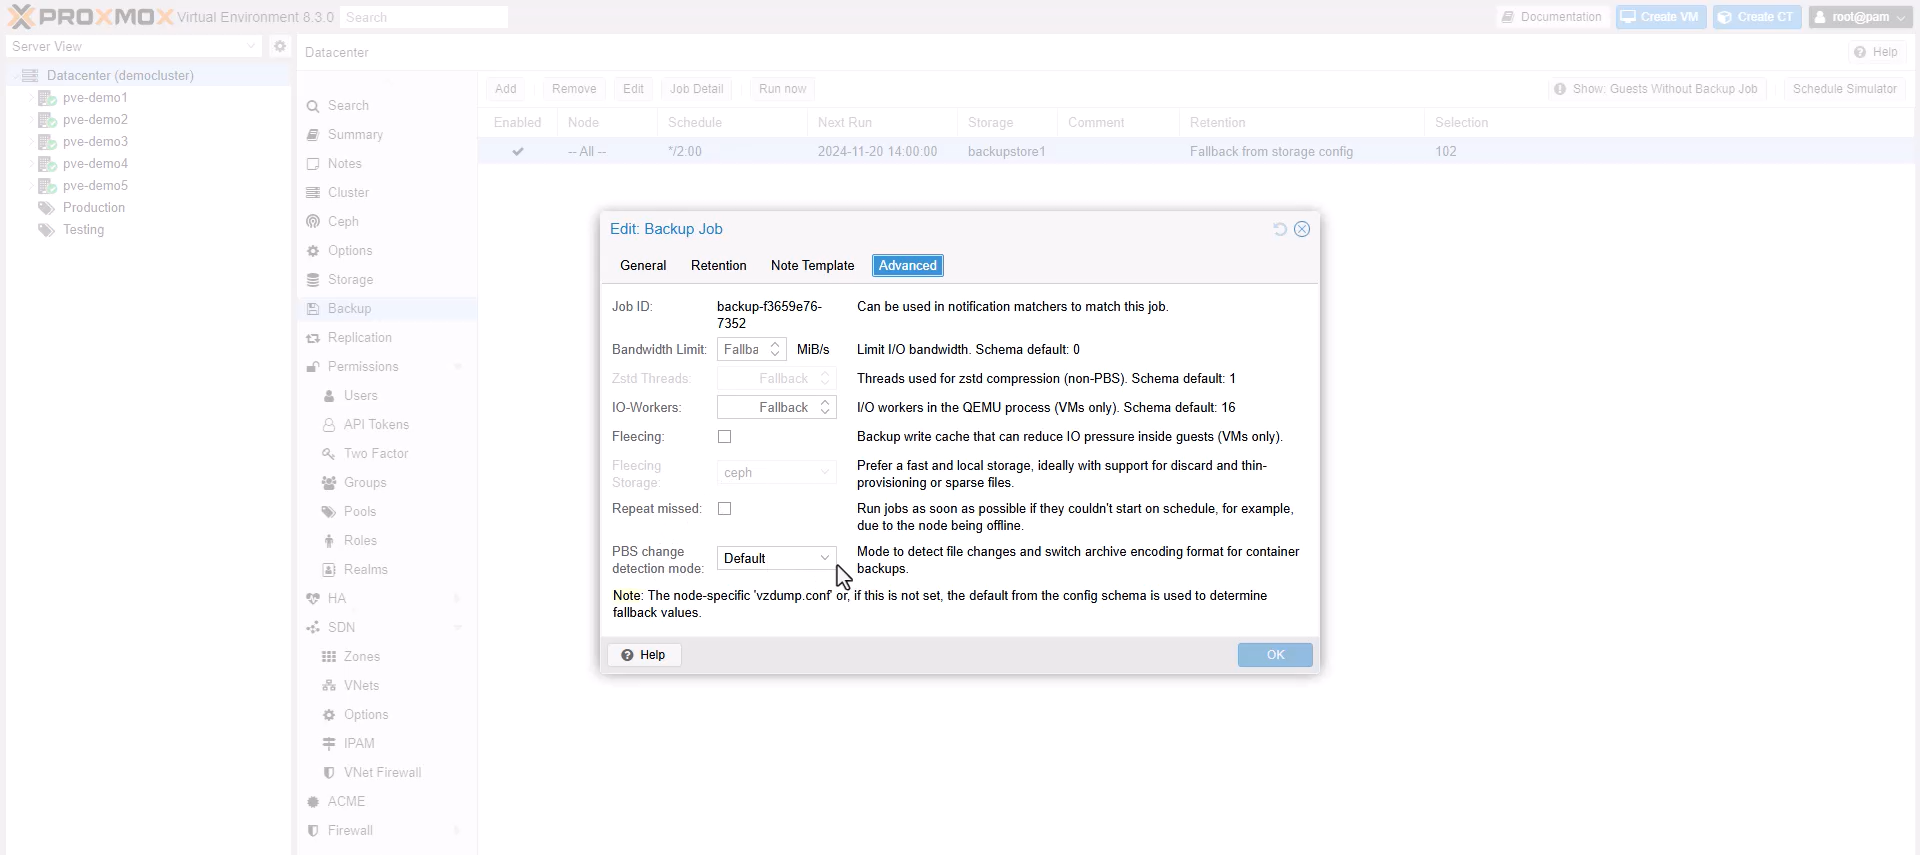 PROXMOX Virtual Environment 8.3.0 Search Documentation Create VM Create CT root@pam
Server View
Datacenter
Help
Datacenter (democluster)
pve-demo1
pve-demo2
pve-demo3
pve-demo4
pve-demo5
Production
Testing
Search
Summary
Notes
Cluster
Ceph
Options
Storage
Backup
Replication
Permissions
Users
API Tokens
Two Factor
Groups
Pools
Roles
Realms
HA
SDN
Zones
VNets
Options
IPAM
VNet Firewall
ACME
Firewall
Add Remove Edit Job Detail Run now Show: Guests Without Backup Job Schedule Simulator
Enabled Node Schedule Next Run Storage Comment Retention Selection
-- All -- */2:00 2024-11-20 14:00:00 backupstore1 Fallback from storage config 102
Edit: Backup Job
General Retention Note Template Advanced
Job ID: backup-f3659e76- Can be used in notification matchers to match this job.
7352
Bandwidth Limit: Fallba MiB/s Limit I/O bandwidth. Schema default: 0
Zstd Threads: Fallback Threads used for zstd compression (non-PBS). Schema default: 1
IO-Workers: Fallback I/O workers in the QEMU process (VMs only). Schema default: 16
Fleecing: Backup write cache that can reduce IO pressure inside guests (VMs only).
Fleecing
Storage: ceph Prefer a fast and local storage, ideally with support for discard and thin-
provisioning or sparse files.
Repeat missed: Run jobs as soon as possible if they couldn't start on schedule, for example,
due to the node being offline.
PBS change
detection mode: Default Mode to detect file changes and switch archive encoding format for container
backups.
Note: The node-specific 'vzdump.conf' or, if this is not set, the default from the config schema is used to determine
fallback values.
Help OK